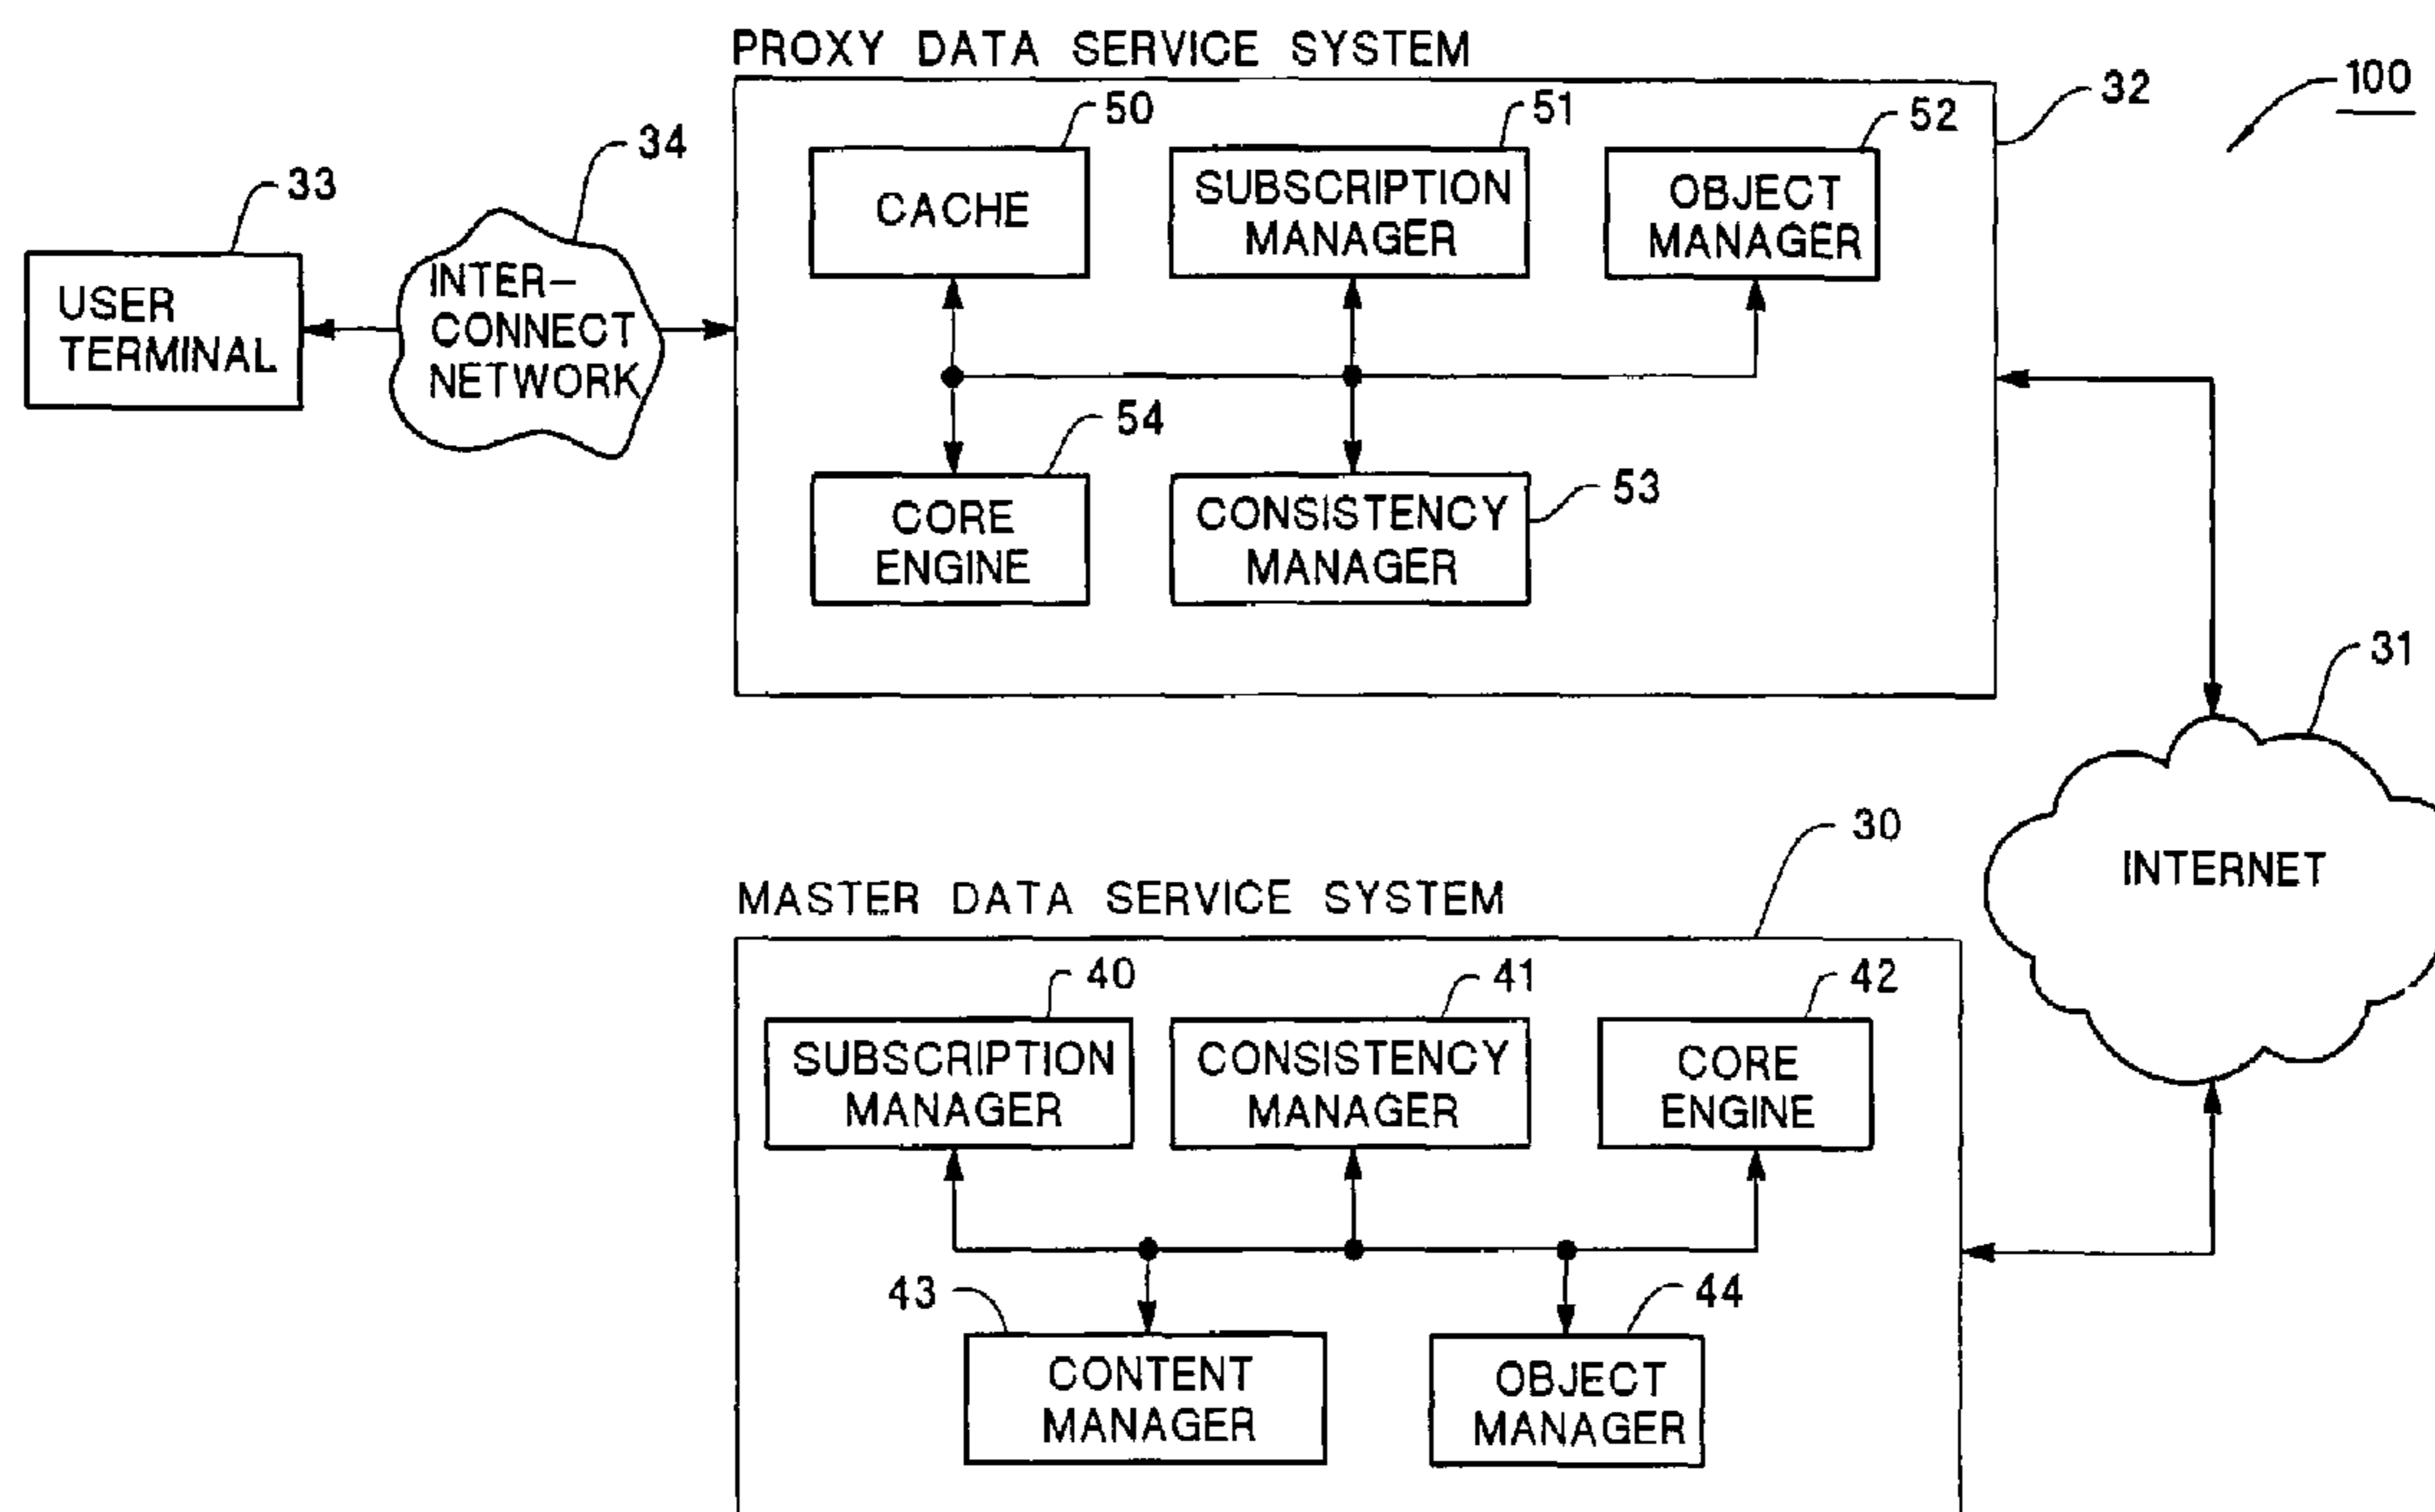 PROXY DATA SERVICE SYSTEM
100
32
50
51
52
34
33
CACHE
SUBSCRIPTION
MANAGER
OBJECT
MANAGER
USER
TERMINAL
INTER-
CONNECT
NETWORK
54
53
CORE
ENGINE
CONSISTENCY
MANAGER
31
INTERNET
30
MASTER DATA SERVICE SYSTEM
40
41
42
SUBSCRIPTION
MANAGER
CONSISTENCY
MANAGER
CORE
ENGINE
43
44
CONTENT
MANAGER
OBJECT
MANAGER